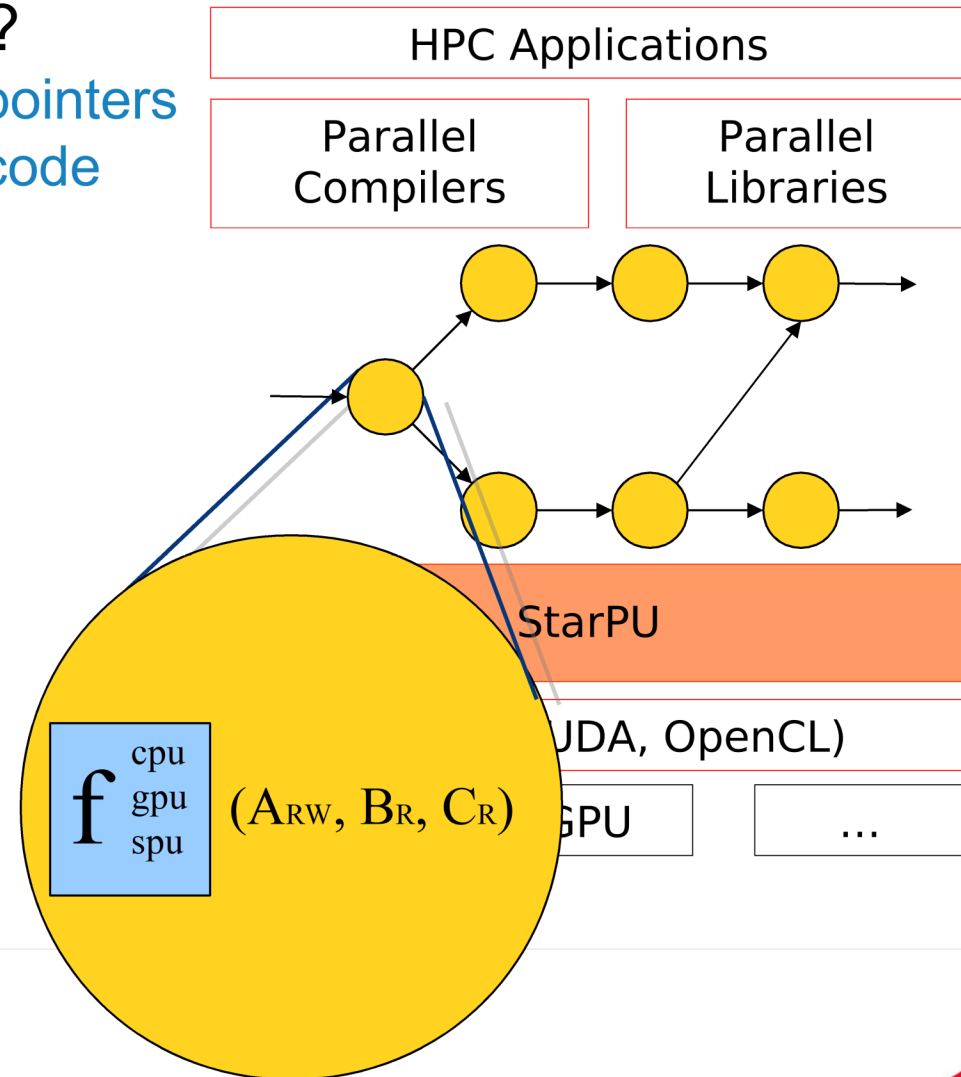 ?
pointers
code
HPC Applications
Parallel
Compilers
Parallel
Libraries
StarPU
UDA, OpenCL)
GPU
...
f cpu
gpu
spu
(ARW, BR, CR)